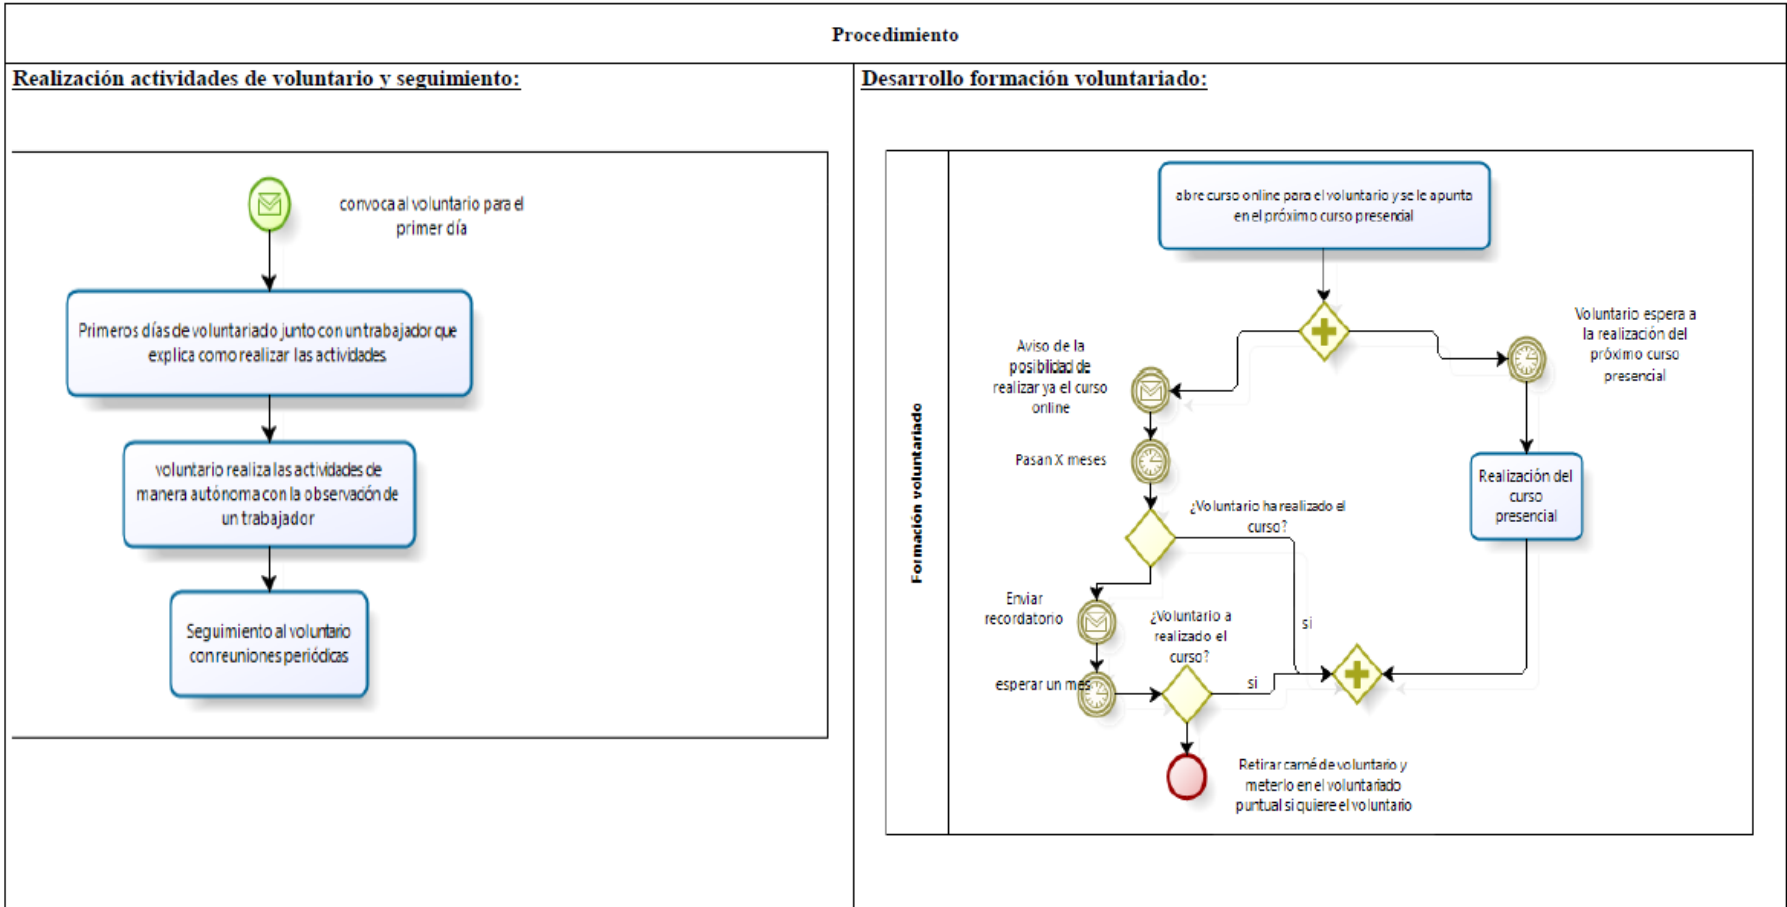 Procedimiento
Realización actividades de voluntario y seguimiento:
convoca al voluntario para el
primer día
Primeros días de voluntariado junto con un trabajador que
explica como realizar las actividades
voluntario realiza las actividades de
manera autónoma con la observación de
un trabajador
Seguimiento al voluntario
con reuniones periódicas
Desarrollo formación voluntariado:
Formación voluntariado
abre curso online para el voluntario y se le apunta
en el próximo curso presencial
Voluntario espera a
la realización del
próximo curso
presencial
Aviso de la
posiblidad de
realizar ya el curso
online
Pasan X meses
Realización del
curso
presencial
¿Voluntario ha realizado el
curso?
Enviar
recordatorio
¿Voluntario a
realizado el
curso?
si
esperar un mes
si
Retirar carné de voluntario y
meterlo en el voluntariado
puntual si quiere el voluntario